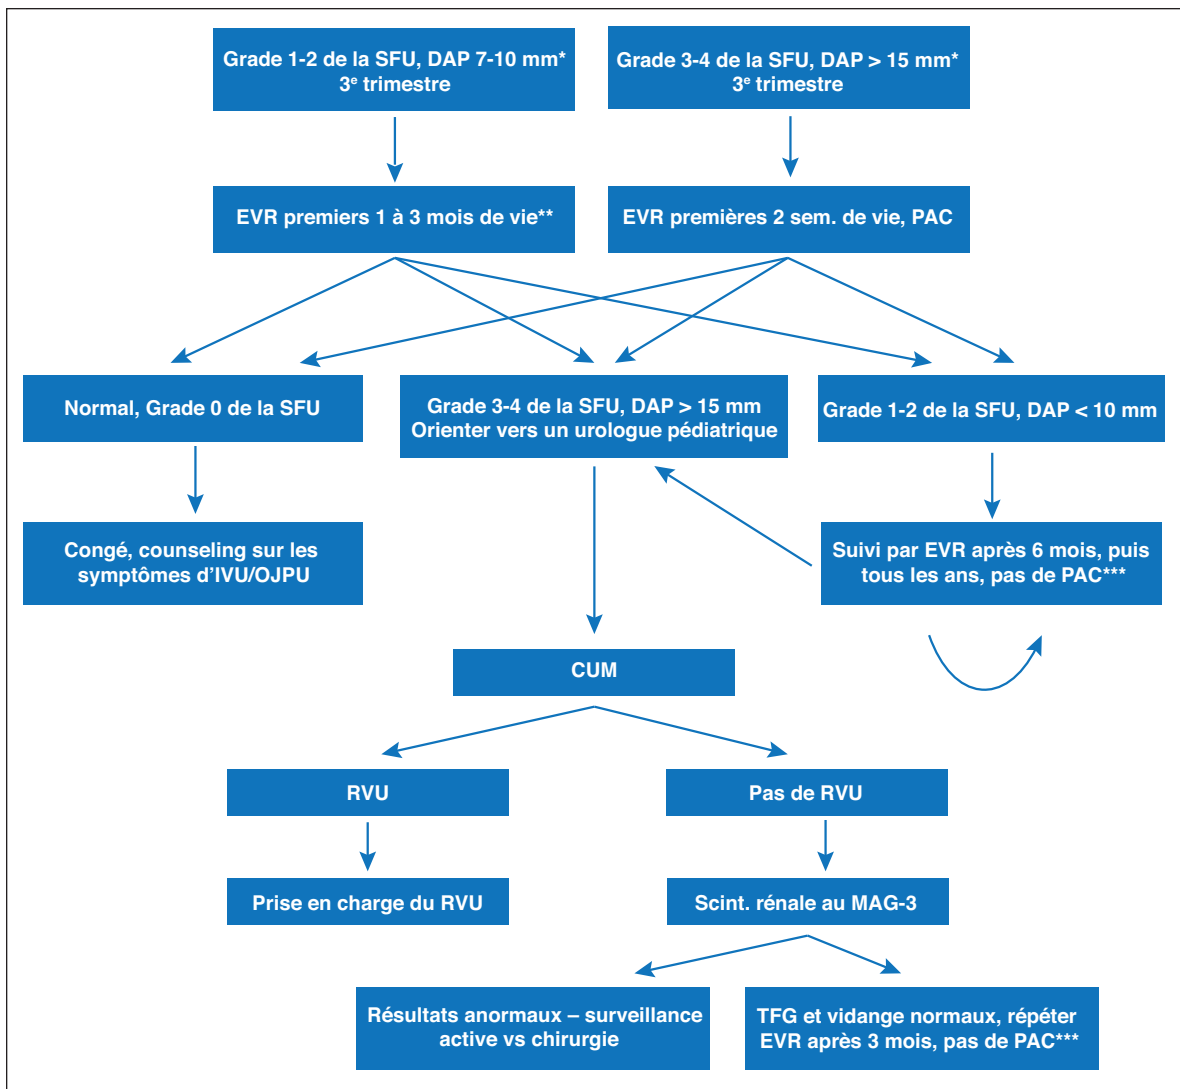 Grade 1-2 de la SFU, DAP 7-10 mm*
3e trimestre
Grade 3-4 de la SFU, DAP > 15 mm*
3e trimestre
EVR premiers 1 à 3 mois de vie**
EVR premières 2 sem. de vie, PAC
Normal, Grade 0 de la SFU
Grade 3-4 de la SFU, DAP > 15 mm
Orienter vers un urologue pédiatrique
Grade 1-2 de la SFU, DAP < 10 mm
Congé, counseling sur les
symptômes d’IVU/OJPU
Suivi par EVR après 6 mois, puis
tous les ans, pas de PAC***
CUM
RVU
Pas de RVU
Prise en charge du RVU
Scint. rénale au MAG-3
Résultats anormaux – surveillance
active vs chirurgie
TFG et vidange normaux, répéter
EVR après 3 mois, pas de PAC***